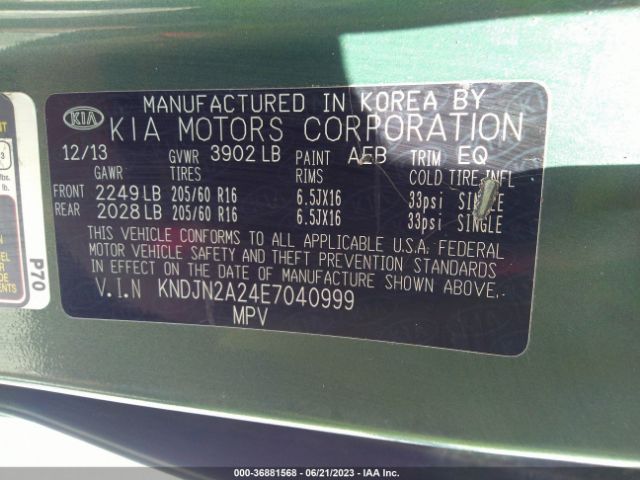 MANUFACTURED IN KOREA BY
KIA KIA MOTORS CORPORATION
12/13 GVWR 3902 LB PAINT AEB TRIM EQ
GAWR TIRES RIMS COLD TIRE INFL
FRONT 2249 LB 205/60 R16 6.5JX16 33psi SINGLE
REAR 2028 LB 205/60 R16 6.5JX16 33psi SINGLE
THIS VEHICLE CONFORMS TO ALL APPLICABLE U.S.A. FEDERAL
MOTOR VEHICLE SAFETY AND THEFT PREVENTION STANDARDS
IN EFFECT ON THE DATE OF MANUFACTURE SHOWN ABOVE.
V.I.N KNDJN2A24E7040999
MPV
P70
000-36881568 - 06/21/2023 - IAA Inc.